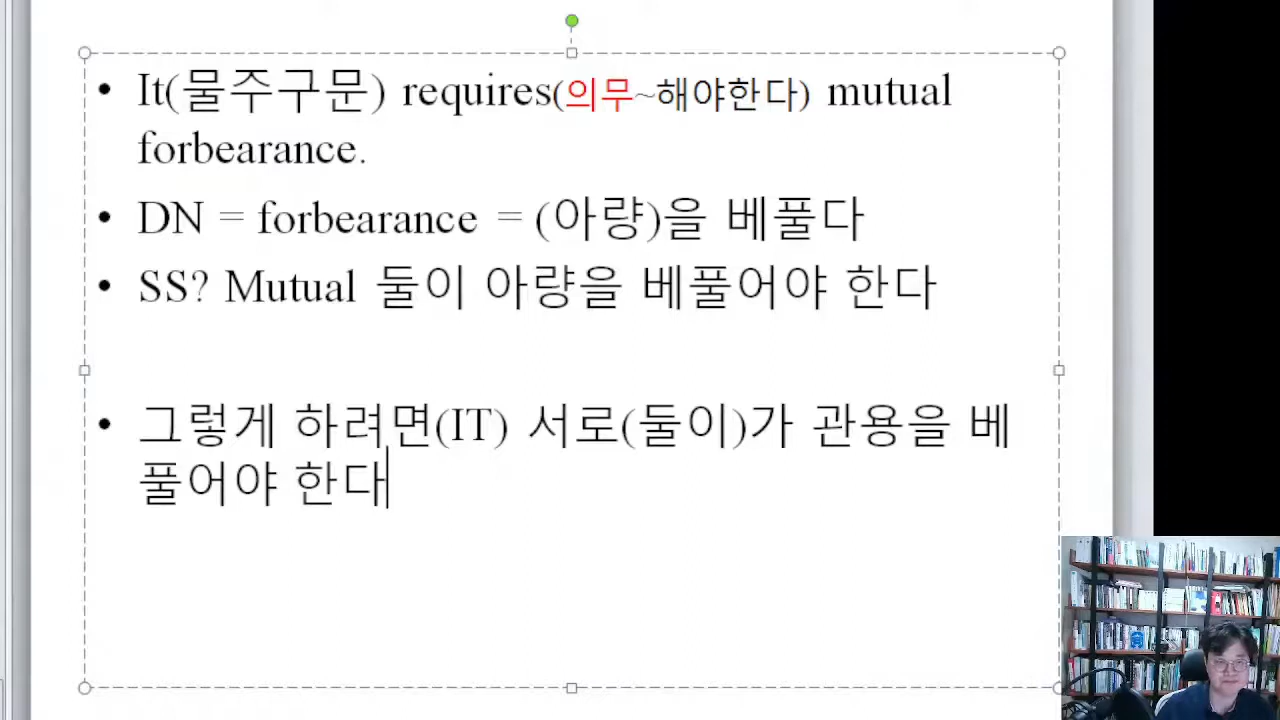 • It(물주구문) requires(의무~해야한다) mutual
forbearance.
• DN = forbearance = (아량)을 베풀다
• SS? Mutual 둘이 아량을 베풀어야 한다
• 그렇게 하려면(IT) 서로(둘이)가 관용을 베
풀어야 한다